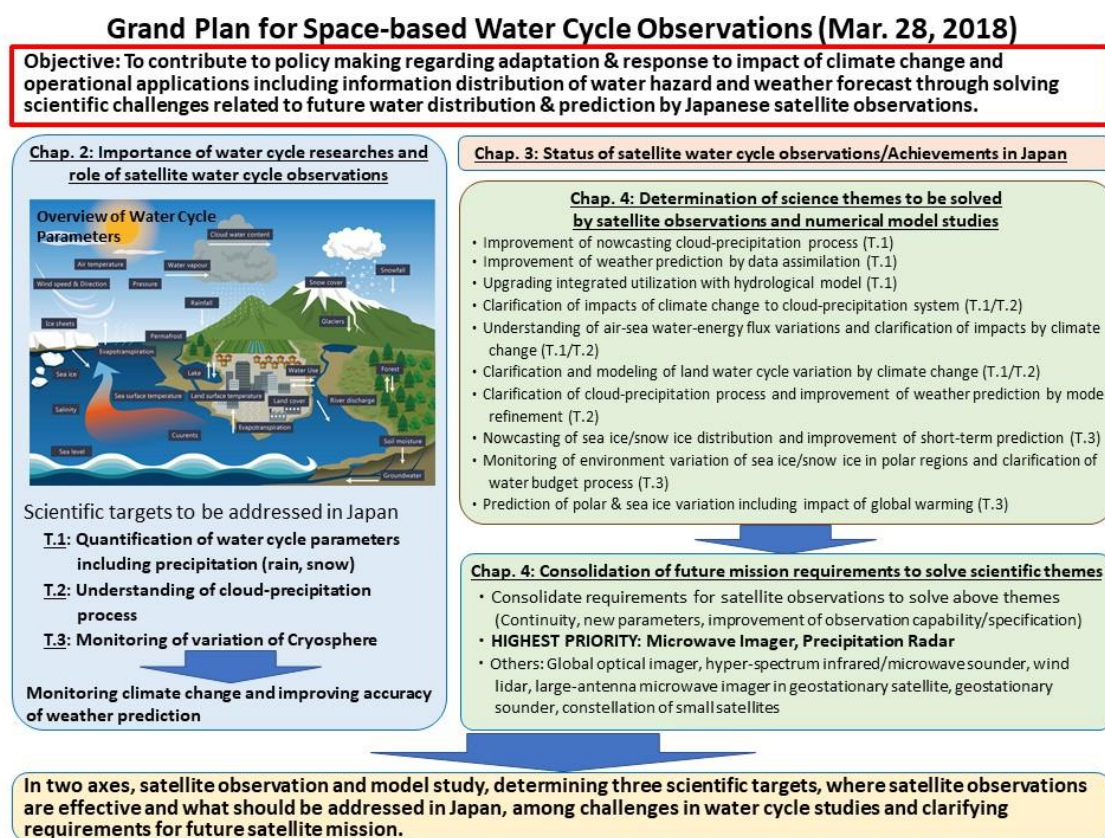 Grand Plan for Space-based Water Cycle Observations (Mar. 28, 2018)
Objective: To contribute to policy making regarding adaptation & response to impact of climate change and
operational applications including information distribution of water hazard and weather forecast through solving
scientific challenges related to future water distribution & prediction by Japanese satellite observations.
Chap. 2: Importance of water cycle researches and
role of satellite water cycle observations
Overview of Water Cycle
Parameters
Cloud water content
Air temperature
Water vapour
Snowfall
Wind speed & Direction
Pressure
Snow cover
Rainfall
Ice sheets
Permafrost
Glaciers
Evapotranspiration
Sea ice
Lake
Water Use
Forest
Sea surface temperature
Land surface temperature
Land cover
River discharge
Salinity
Evapotranspiration
Cuurents
Soil moisture
Sea level
Groundwater
Scientific targets to be addressed in Japan
T.1: Quantification of water cycle parameters
including precipitation (rain, snow)
T.2: Understanding of cloud-precipitation
process
T.3: Monitoring of variation of Cryosphere
Monitoring climate change and improving accuracy
of weather prediction
Chap. 3: Status of satellite water cycle observations/Achievements in Japan
Chap. 4: Determination of science themes to be solved
by satellite observations and numerical model studies
・Improvement of nowcasting cloud-precipitation process (T.1)
・Improvement of weather prediction by data assimilation (T.1)
・Upgrading integrated utilization with hydrological model (T.1)
・Clarification of impacts of climate change to cloud-precipitation system (T.1/T.2)
・Understanding of air-sea water-energy flux variations and clarification of impacts by climate
change (T.1/T.2)
・Clarification and modeling of land water cycle variation by climate change (T.1/T.2)
・Clarification of cloud-precipitation process and improvement of weather prediction by mode
refinement (T.2)
・Nowcasting of sea ice/snow ice distribution and improvement of short-term prediction (T.3)
・Monitoring of environment variation of sea ice/snow ice in polar regions and clarification of
water budget process (T.3)
・Prediction of polar & sea ice variation including impact of global warming (T.3)
Chap. 4: Consolidation of future mission requirements to solve scientific themes
・Consolidate requirements for satellite observations to solve above themes
(Continuity, new parameters, improvement of observation capability/specification)
・HIGHEST PRIORITY: Microwave Imager, Precipitation Radar
・Others: Global optical imager, hyper-spectrum infrared/microwave sounder, wind
lidar, large-antenna microwave imager in geostationary satellite, geostationary
sounder, constellation of small satellites
In two axes, satellite observation and model study, determining three scientific targets, where satellite observations
are effective and what should be addressed in Japan, among challenges in water cycle studies and clarifying
requirements for future satellite mission.